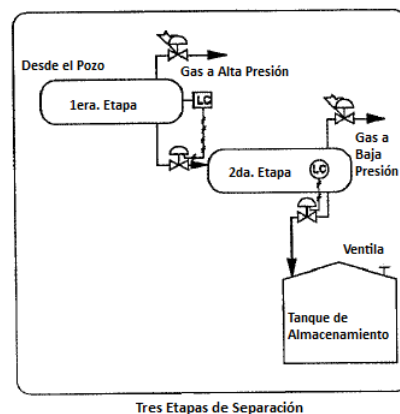 Desde el Pozo
Gas a Alta Presión
1era. Etapa
LC
Gas a
Baja
Presión
2da. Etapa
LC
Ventila
Tanque de
Almacenamiento
Tres Etapas de Separación